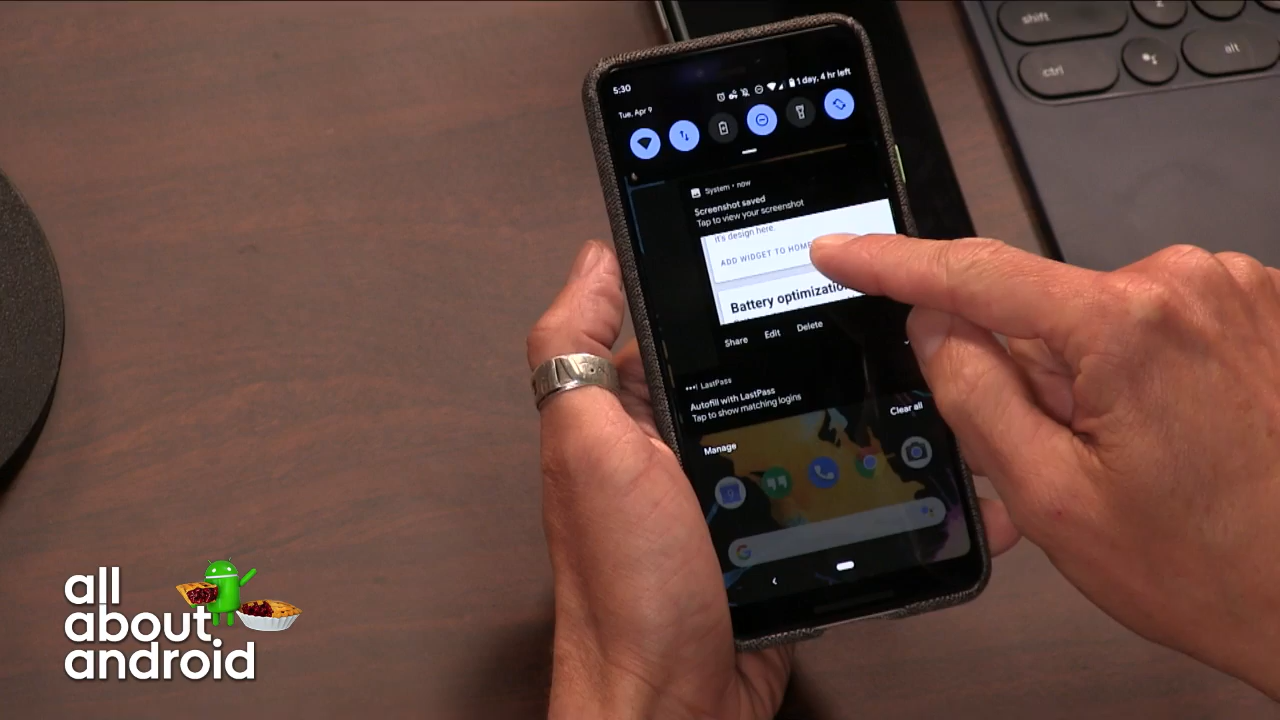 shift
z
ctrl
alt
5:30
1 day, 4 hr left
Tue, Apr 9
System • now
Screenshot saved
Tap to view your screenshot
it's design here.
ADD WIDGET TO HOME
Battery optimization
Share Edit Delete
•••| LastPass
Autofill with LastPass
Tap to show matching logins
Clear all
Manage
G
all
about
android